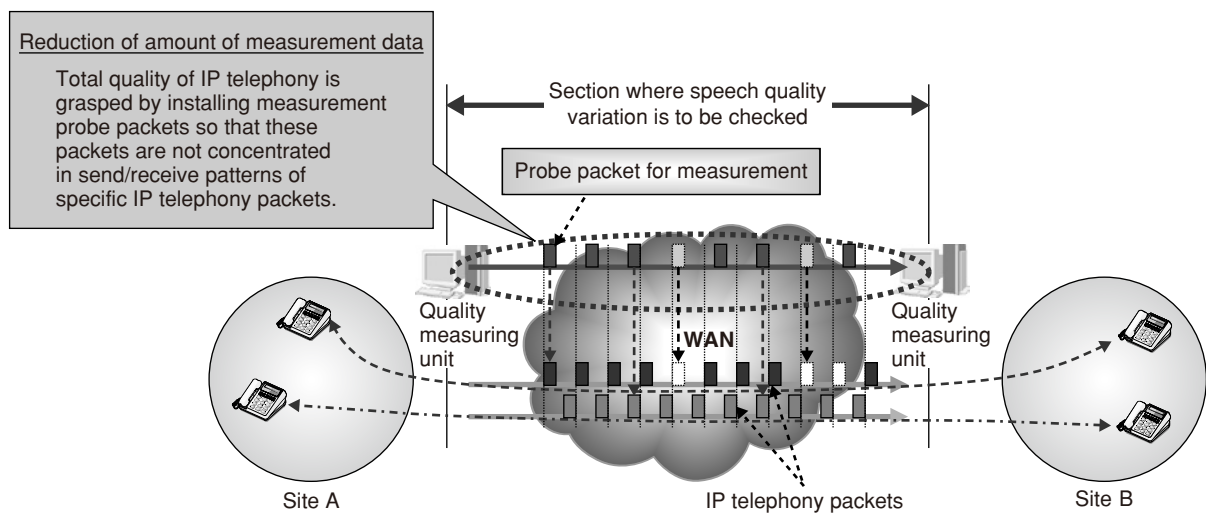 Reduction of amount of measurement data
Total quality of IP telephony is
grasped by installing measurement
probe packets so that these
packets are not concentrated
in send/receive patterns of
specific IP telephony packets.
Section where speech quality
variation is to be checked
Probe packet for measurement
Quality
measuring
unit
WAN
Quality
measuring
unit
Site A
IP telephony packets
Site B